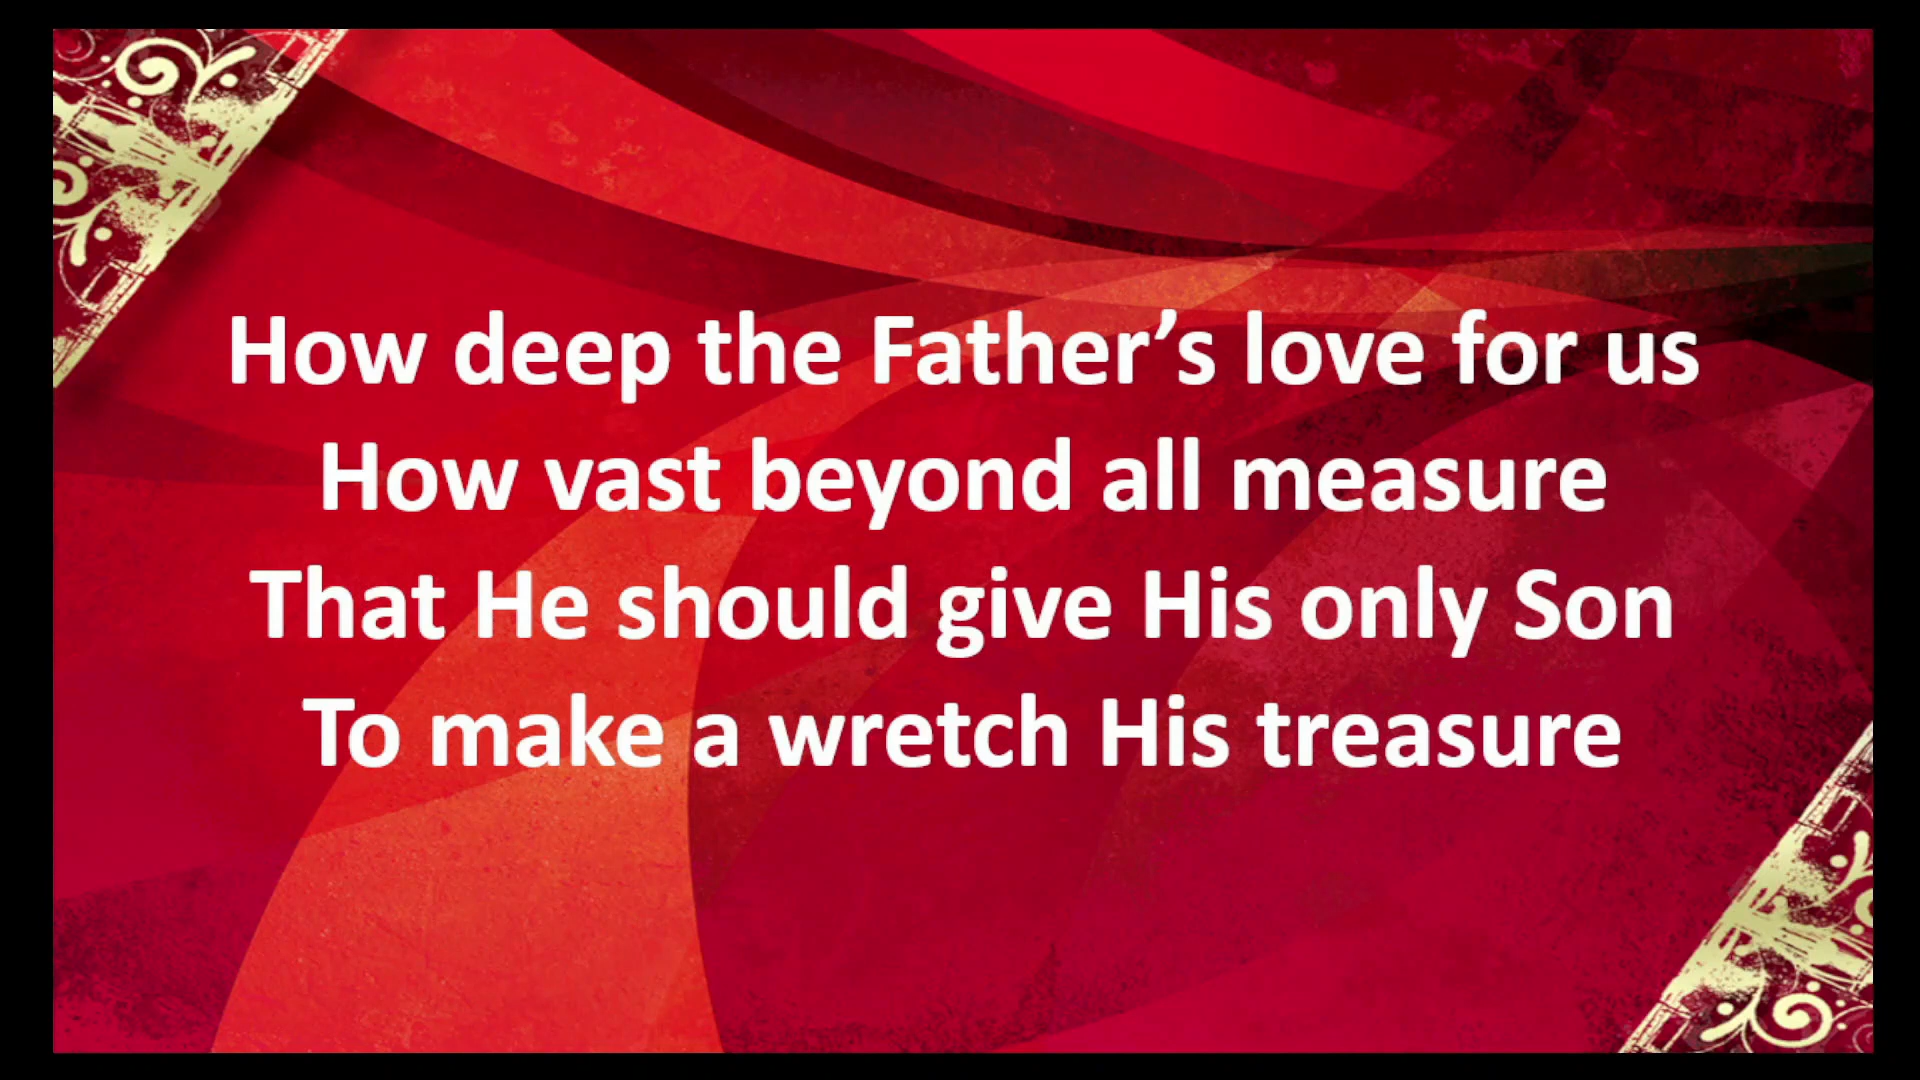 How deep the Father’s love for us
How vast beyond all measure
That He should give His only Son
To make a wretch His treasure